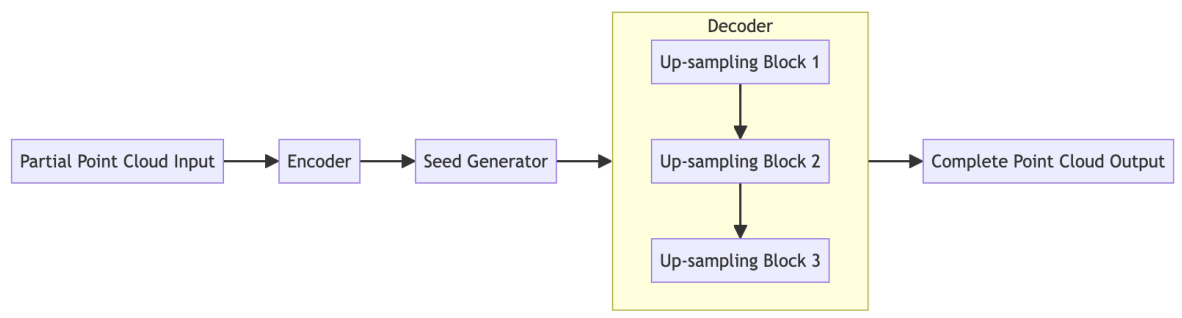 Partial Point Cloud Input
Encoder
Seed Generator
Decoder
Up-sampling Block 1
Up-sampling Block 2
Up-sampling Block 3
Complete Point Cloud Output